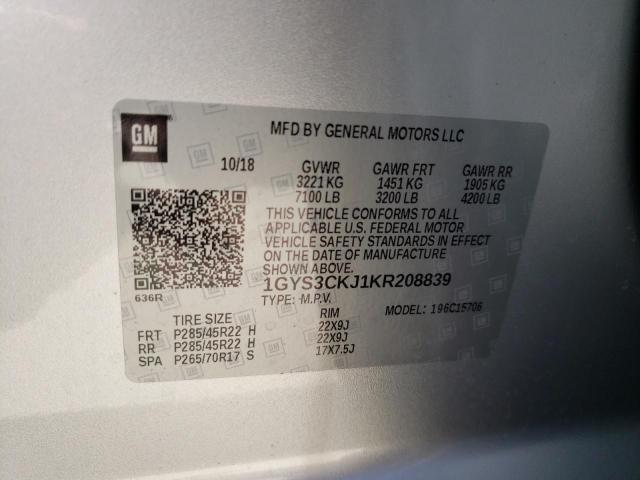 GM
MFD BY GENERAL MOTORS LLC
10/18 GVWR GAWR FRT GAWR RR
3221 KG 1451 KG 1905 KG
7100 LB 3200 LB 4200 LB
THIS VEHICLE CONFORMS TO ALL
APPLICABLE U.S. FEDERAL MOTOR
VEHICLE SAFETY STANDARDS IN EFFECT
ON THE DATE OF MANUFACTURE
SHOWN ABOVE.
1GYS3CKJ1KR208839
636R TYPE: M.P.V. MODEL: 196C15706
TIRE SIZE RIM
FRT P285/45R22 H 22X9J
RR P285/45R22 H 22X9J
SPA P265/70R17 S 17X7.5J